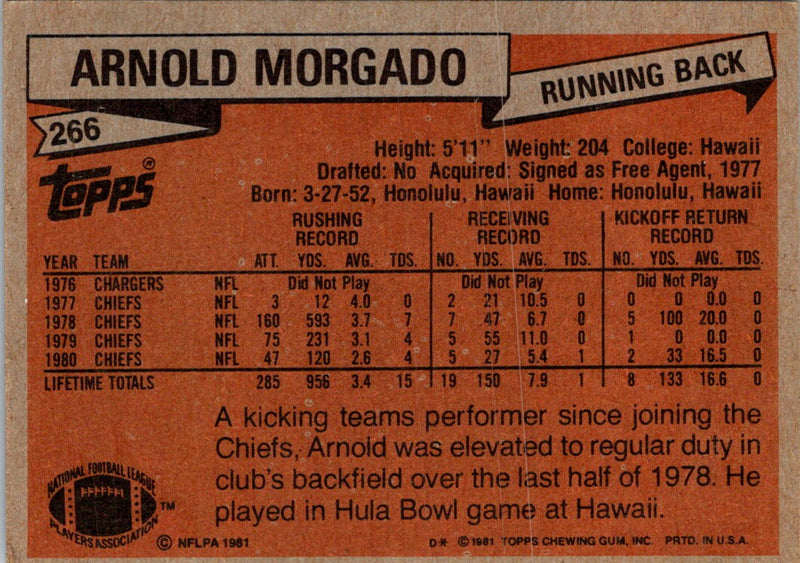 ARNOLD MORGADO
RUNNING BACK
266
topps®
Height: 5'11" Weight: 204 College: Hawaii
Drafted: No Acquired: Signed as Free Agent, 1977
Born: 3-27-52, Honolulu, Hawaii Home: Honolulu, Hawaii
RUSHING RECEIVING KICKOFF RETURN
RECORD RECORD RECORD
YEAR TEAM ATT. YDS. AVG. TDS. NO. YDS. AVG. TDS. NO. YDS. AVG. TDS.
1976 CHARGERS NFL Did Not Play Did Not Play Did Not Play
1977 CHIEFS NFL 3 12 4.0 0 2 21 10.5 0 0 0 0.0 0
1978 CHIEFS NFL 160 593 3.7 7 7 47 6.7 0 5 100 20.0 0
1979 CHIEFS NFL 75 231 3.1 4 5 55 11.0 0 1 0 0.0 0
1980 CHIEFS NFL 47 120 2.6 4 5 27 5.4 1 2 33 16.5 0
LIFETIME TOTALS 285 956 3.4 15 19 150 7.9 1 8 133 16.6 0
A kicking teams performer since joining the
Chiefs, Arnold was elevated to regular duty in
club's backfield over the last half of 1978. He
played in Hula Bowl game at Hawaii.
NATIONAL FOOTBALL LEAGUE
PLAYERS ASSOCIATION
TM
© NFLPA 1981
D* © 1981 TOPPS CHEWING GUM, INC. PRTD. IN U.S.A.